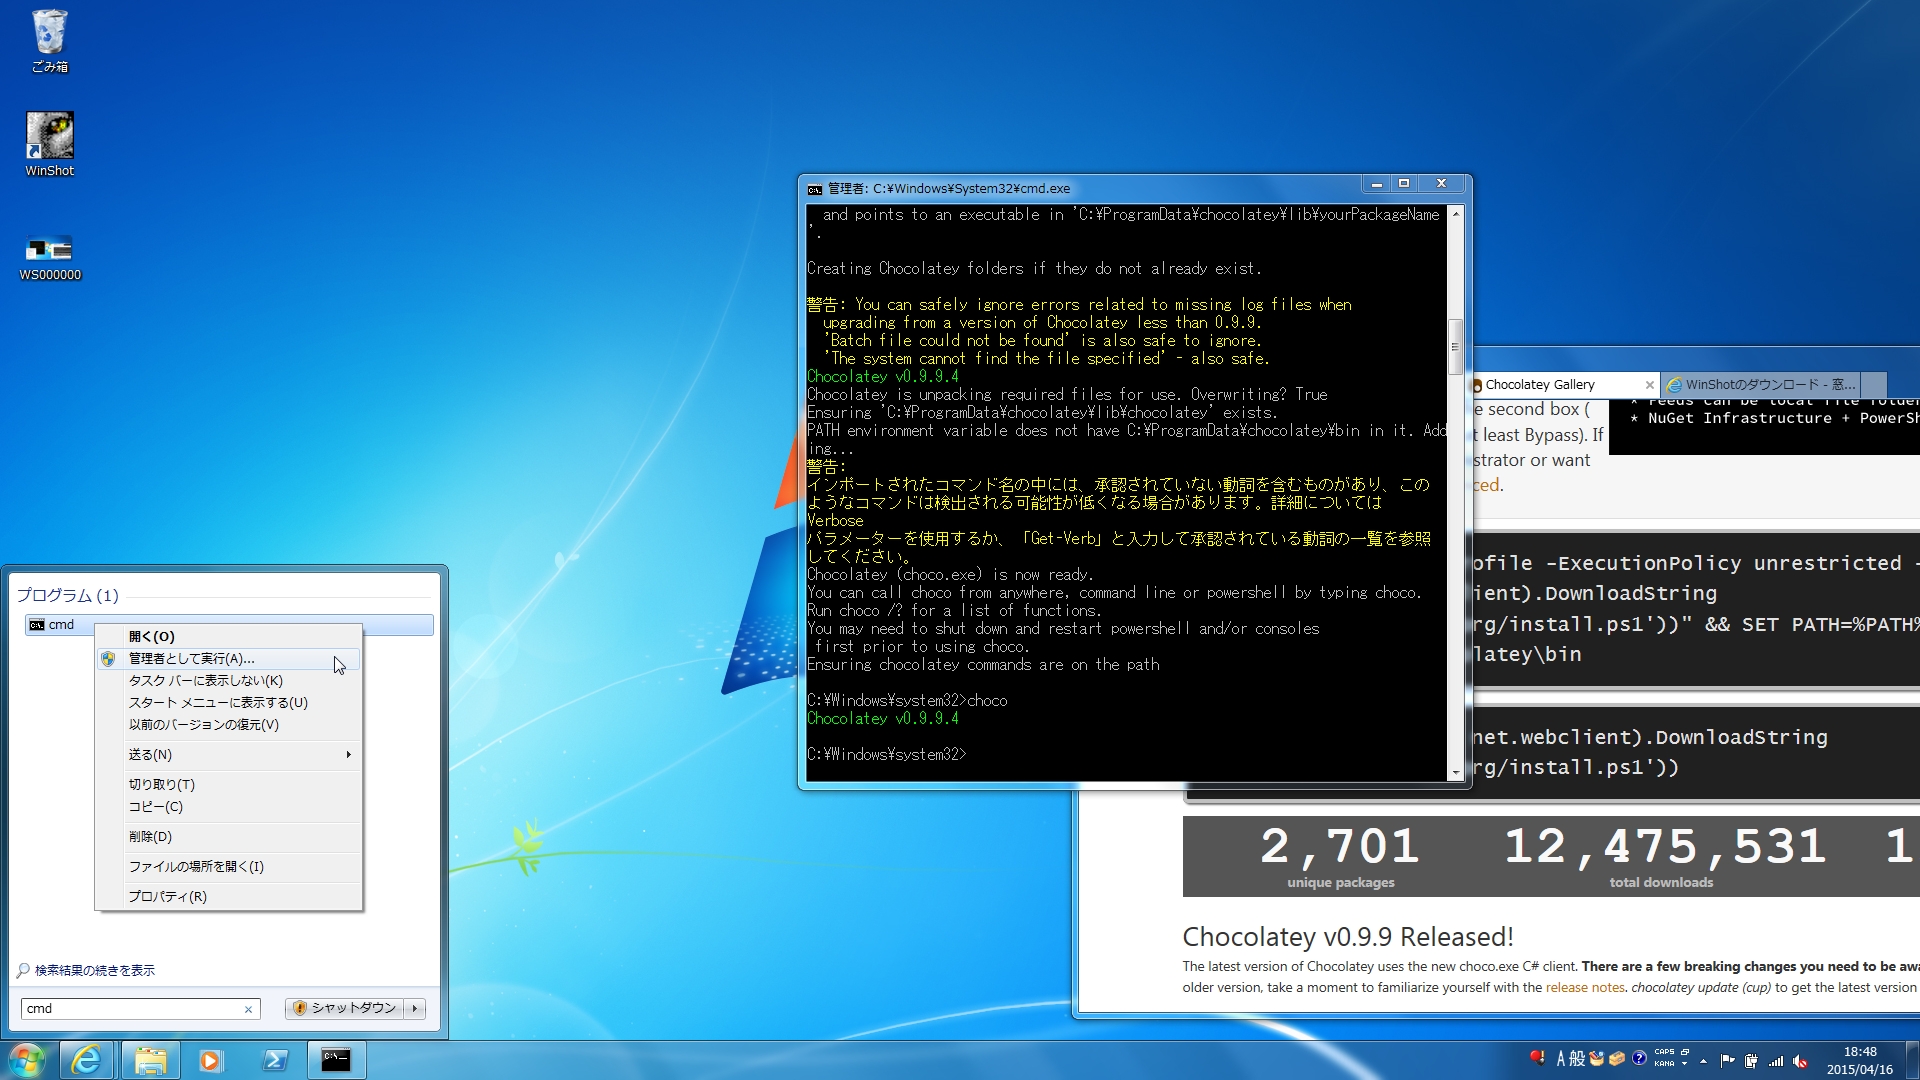 ごみ箱
WinShot
WS000000
管理者: C:¥Windows¥System32¥cmd.exe
and points to an executable in 'C:¥ProgramData¥chocolatey¥lib¥yourPackageName
'.
Creating Chocolatey folders if they do not already exist.
警告: You can safely ignore errors related to missing log files when
upgrading from a version of Chocolatey less than 0.9.9.
'Batch file could not be found' is also safe to ignore.
'The system cannot find the file specified' - also safe.
Chocolatey v0.9.9.4
Chocolatey is unpacking required files for use. Overwriting? True
Ensuring 'C:¥ProgramData¥chocolatey¥lib¥chocolatey' exists.
PATH environment variable does not have C:¥ProgramData¥chocolatey¥bin in it. Add
ing...
警告:
インポートされたコマンド名の中には、承認されていない動詞を含むものがあり、この
ようなコマンドは検出される可能性が低くなる場合があります。詳細については
Verbose
パラメーターを使用するか、「Get-Verb」と入力して承認されている動詞の一覧を参照
してください。
Chocolatey (choco.exe) is now ready.
You can call choco from anywhere, command line or powershell by typing choco.
Run choco /? for a list of functions.
You may need to shut down and restart powershell and/or consoles
first prior to using choco.
Ensuring chocolatey commands are on the path
C:¥Windows¥system32>choco
Chocolatey v0.9.9.4
C:¥Windows¥system32>
Chocolatey Gallery
WinShotのダウンロード - 窓...
e second box (
t least Bypass). If
strator or want
ced.
* Feeds can be local file folder
* NuGet Infrastructure + PowerSh
ofile -ExecutionPolicy unrestricted -
ient).DownloadString
rg/install.ps1'))" && SET PATH=%PATH%
latey\bin
net.webclient).DownloadString
rg/install.ps1'))
2,701
unique packages
12,475,531
total downloads
1
Chocolatey v0.9.9 Released!
The latest version of Chocolatey uses the new choco.exe C# client. There are a few breaking changes you need to be awa
older version, take a moment to familiarize yourself with the release notes. chocolatey update (cup) to get the latest version
プログラム (1)
cmd
開く(O)
管理者として実行(A)...
タスク バーに表示しない(K)
スタート メニューに表示する(U)
以前のバージョンの復元(V)
送る(N)
切り取り(T)
コピー(C)
削除(D)
ファイルの場所を開く(I)
プロパティ(R)
検索結果の続きを表示
cmd
シャットダウン
A 般
CAPS
KANA
18:48
2015/04/16